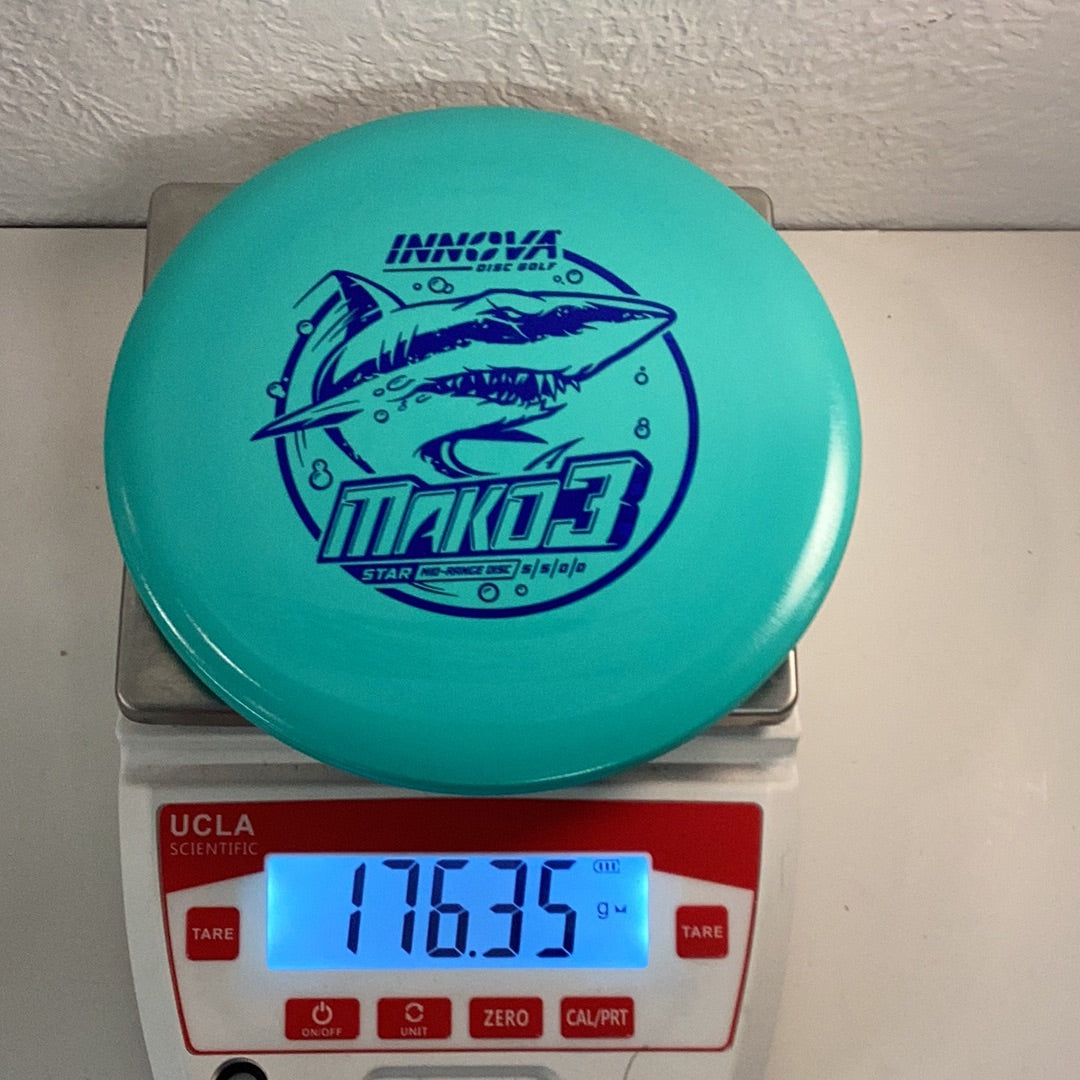 INNOVA
DISC GOLF
MAKO3
STAR MID-RANGE DISC 5/5/0/0
UCLA
SCIENTIFIC
176.35 g
TARE TARE
ON/OFF UNIT ZERO CAL/PRT